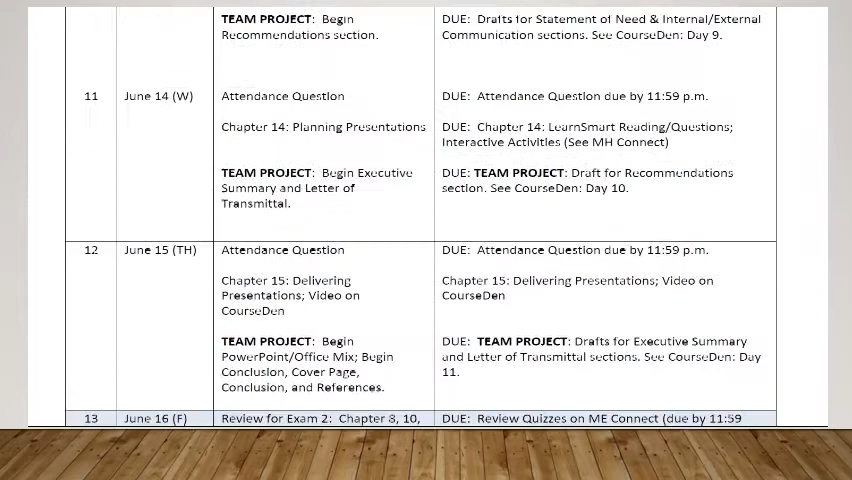 TEAM PROJECT:  Begin
Recommendations section.
DUE:  Drafts for Statement of Need & Internal/External
Communication sections. See CourseDen: Day 9.
11
June 14 (W)
Attendance Question
Chapter 14: Planning Presentations
TEAM PROJECT:  Begin Executive
Summary and Letter of
Transmittal.
DUE:  Attendance Question due by 11:59 p.m.
DUE:  Chapter 14: LearnSmart Reading/Questions;
Interactive Activities (See MH Connect)
DUE: TEAM PROJECT: Draft for Recommendations
section. See CourseDen: Day 10.
12
June 15 (TH)
Attendance Question
Chapter 15: Delivering
Presentations; Video on
CourseDen
TEAM PROJECT:  Begin
PowerPoint/Office Mix; Begin
Conclusion, Cover Page,
Conclusion, and References.
DUE:  Attendance Question due by 11:59 p.m.
Chapter 15: Delivering Presentations; Video on
CourseDen
DUE:  TEAM PROJECT: Drafts for Executive Summary
and Letter of Transmittal sections. See CourseDen: Day
11.
13
June 16 (F)
Review for Exam 2:  Chapter 8, 10,
DUE:  Review Quizzes on ME Connect (due by 11:59